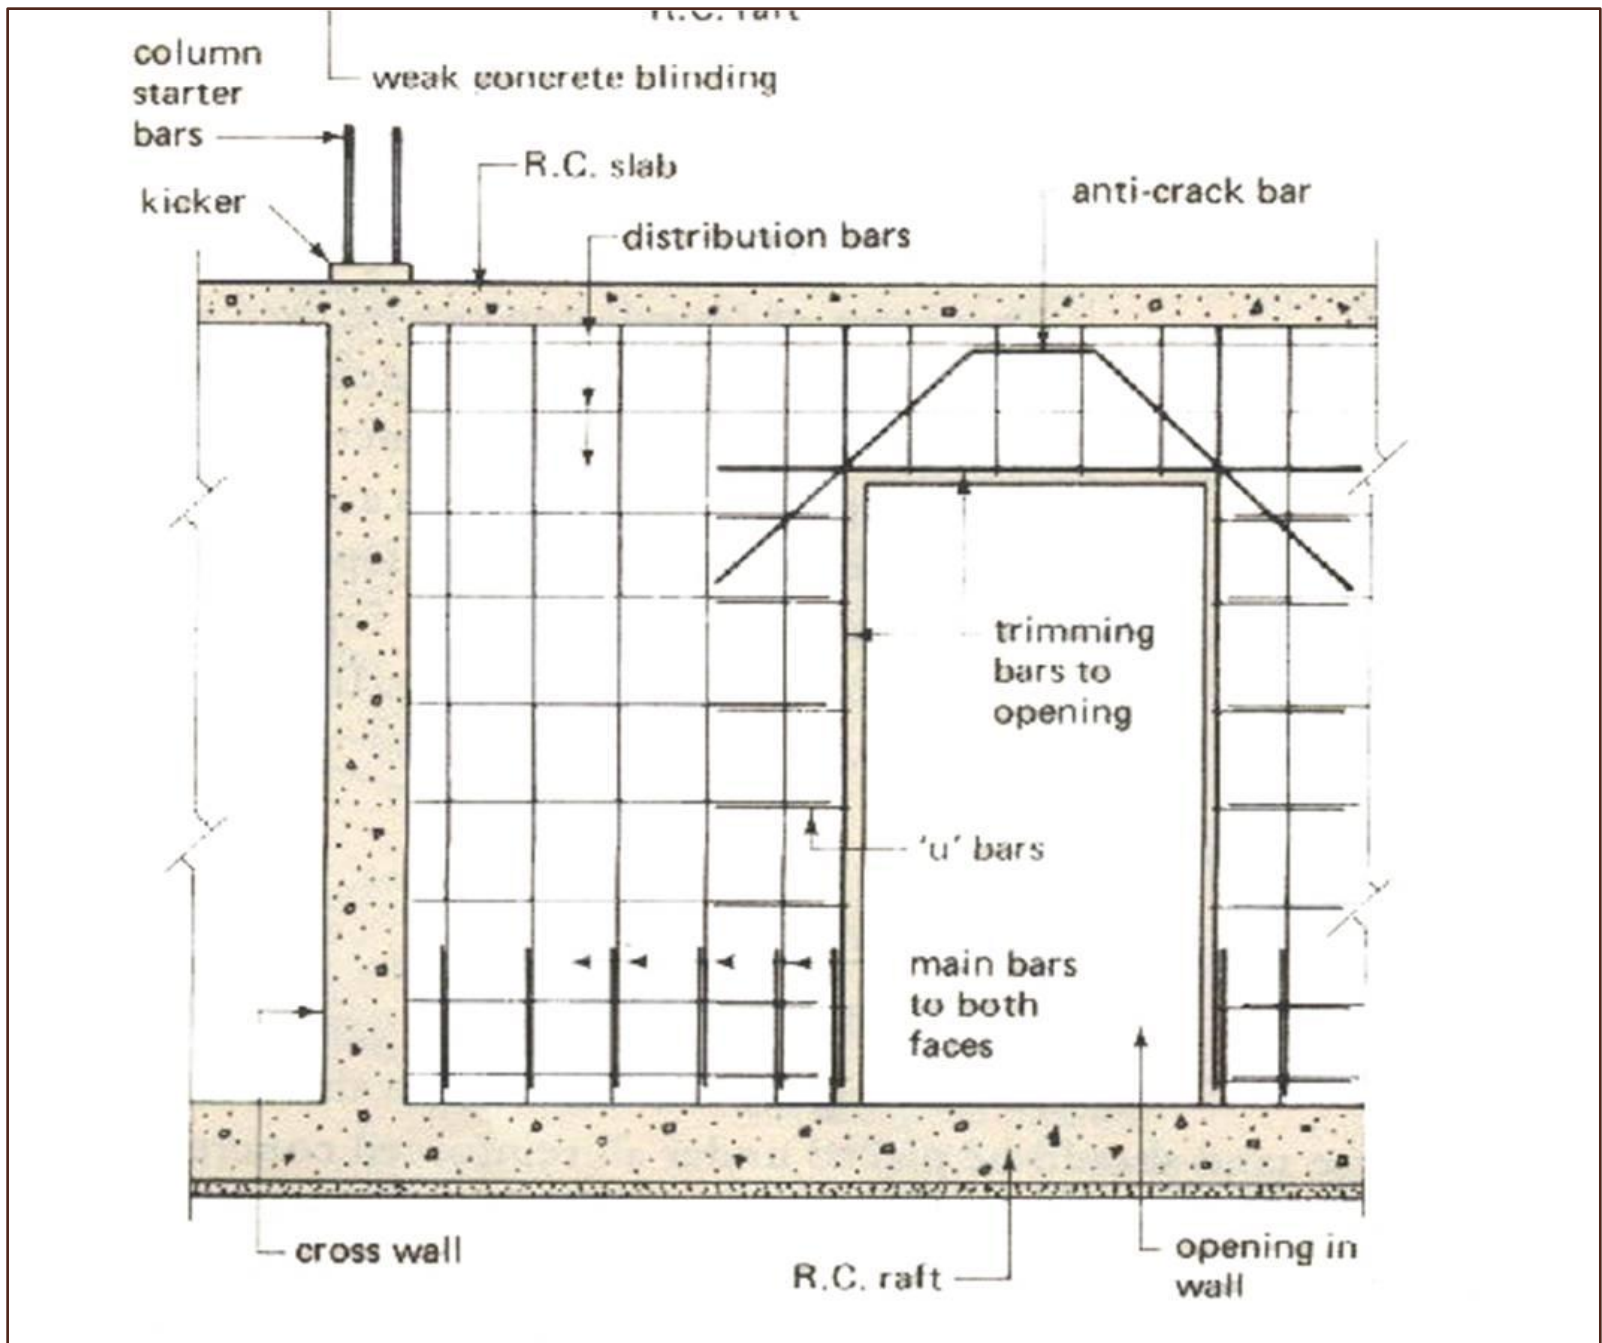 R.C. raft
column
starter
bars
weak concrete blinding
R.C. slab
kicker
anti-crack bar
distribution bars
trimming
bars to
opening
'u' bars
main bars
to both
faces
cross wall
R.C. raft
opening in
wall